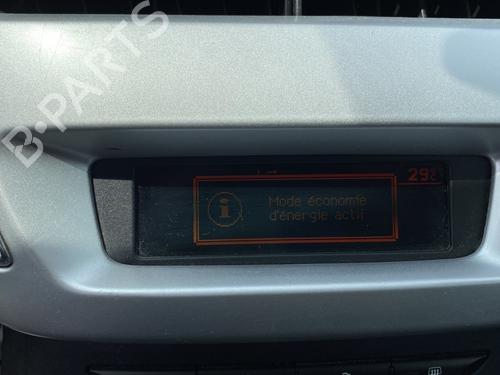 B-PARTS
29°
Mode économie
d'énergie actif